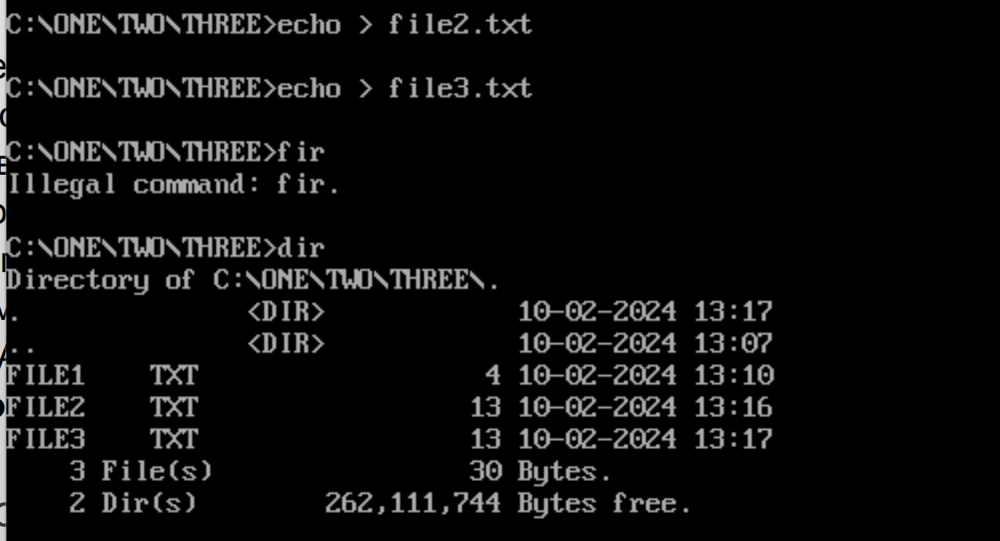 C:\ONE\TWO\THREE>echo > file2.txt
C:\ONE\TWO\THREE>echo > file3.txt
C:\ONE\TWO\THREE>fir
Illegal command: fir.
C:\ONE\TWO\THREE>dir
Directory of C:\ONE\TWO\THREE\.
. <DIR> 10-02-2024 13:17
.. <DIR> 10-02-2024 13:07
FILE1 TXT 4 10-02-2024 13:10
FILE2 TXT 13 10-02-2024 13:16
FILE3 TXT 13 10-02-2024 13:17
3 File(s) 30 Bytes.
2 Dir(s) 262,111,744 Bytes free.